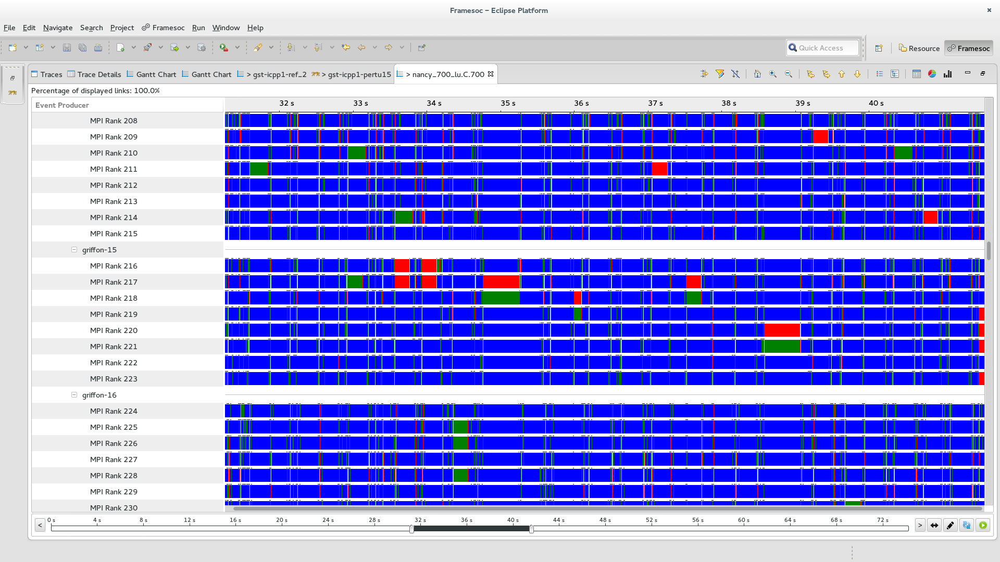 Framesoc – Eclipse Platform
File Edit Navigate Search Project Framesoc Run Window Help
Quick Access Resource Framesoc
Traces Trace Details Gantt Chart Gantt Chart > gst-icpp1-ref_2 > gst-icpp1-pertu15 > nancy_700_lu.C.700
Percentage of displayed links: 100.0%
Event Producer 32 s 33 s 34 s 35 s 36 s 37 s 38 s 39 s 40 s
MPI Rank 208
MPI Rank 209
MPI Rank 210
MPI Rank 211
MPI Rank 212
MPI Rank 213
MPI Rank 214
MPI Rank 215
griffon-15
MPI Rank 216
MPI Rank 217
MPI Rank 218
MPI Rank 219
MPI Rank 220
MPI Rank 221
MPI Rank 222
MPI Rank 223
griffon-16
MPI Rank 224
MPI Rank 225
MPI Rank 226
MPI Rank 227
MPI Rank 228
MPI Rank 229
MPI Rank 230
0 s 4 s 8 s 12 s 16 s 20 s 24 s 28 s 32 s 36 s 40 s 44 s 48 s 52 s 56 s 60 s 64 s 68 s 72 s
< >